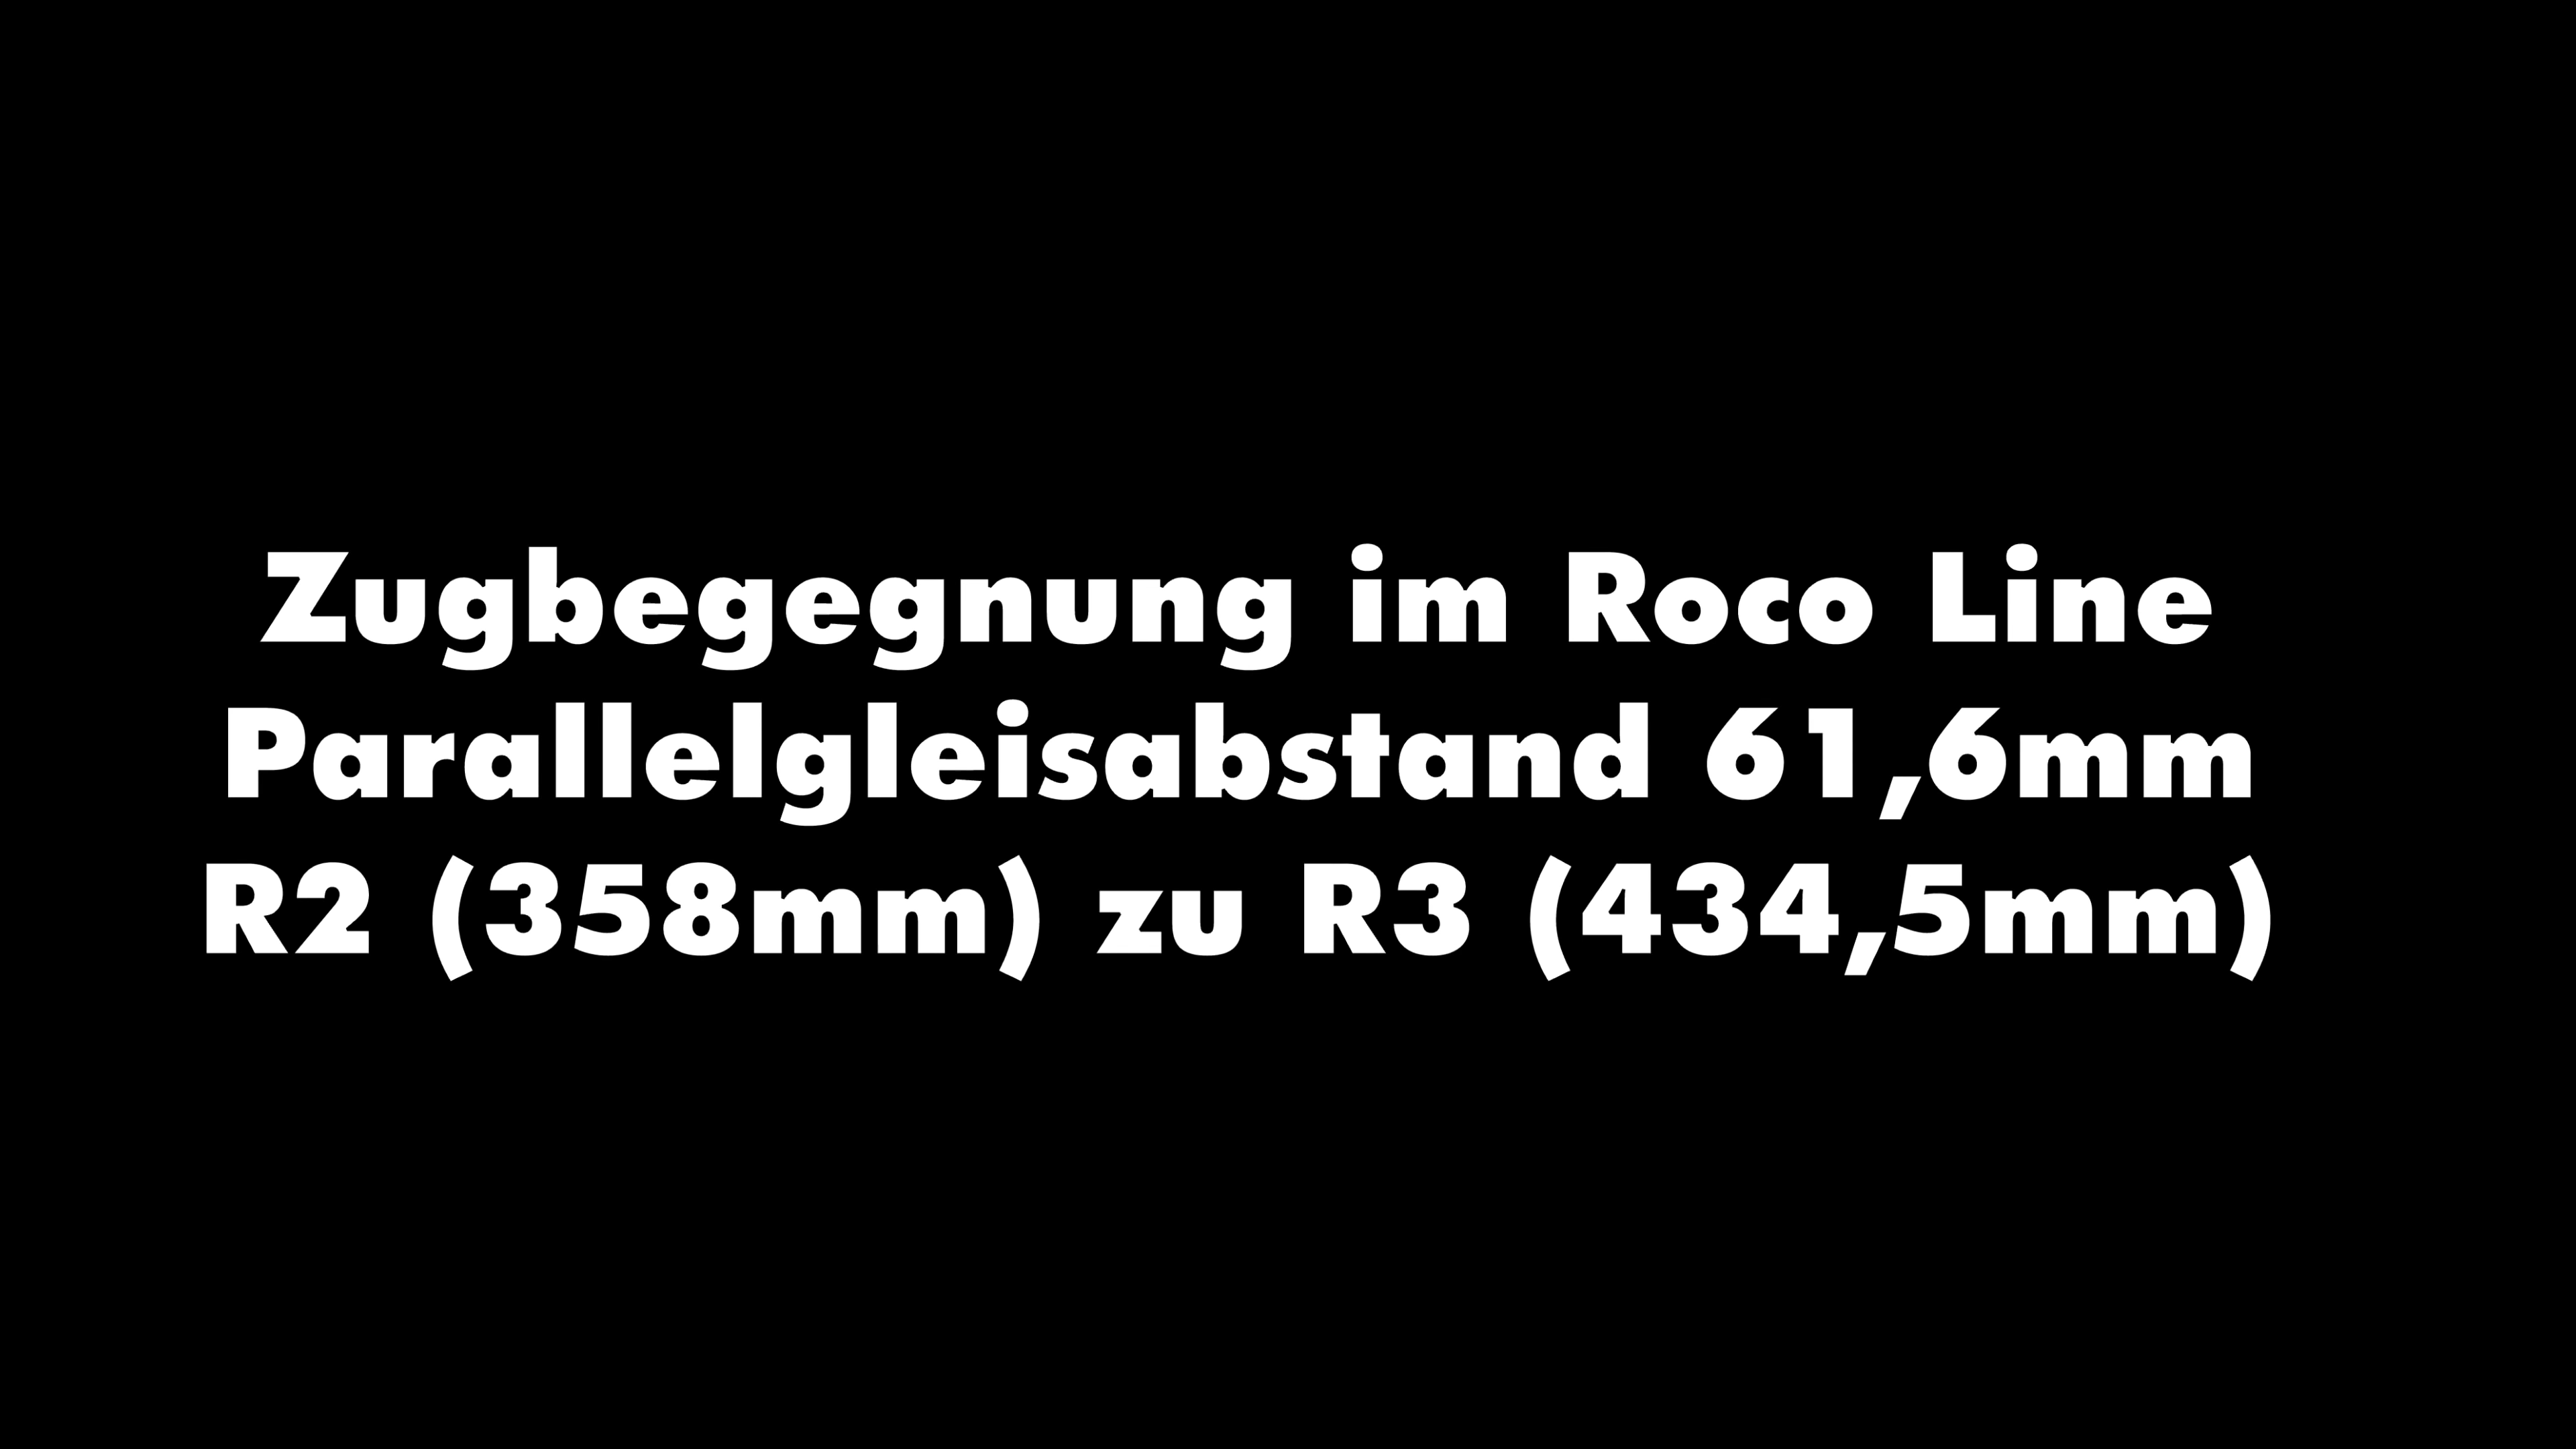 Zugbegegnung im Roco Line
Parallelgleisabstand 61,6mm
R2 (358mm) zu R3 (434,5mm)